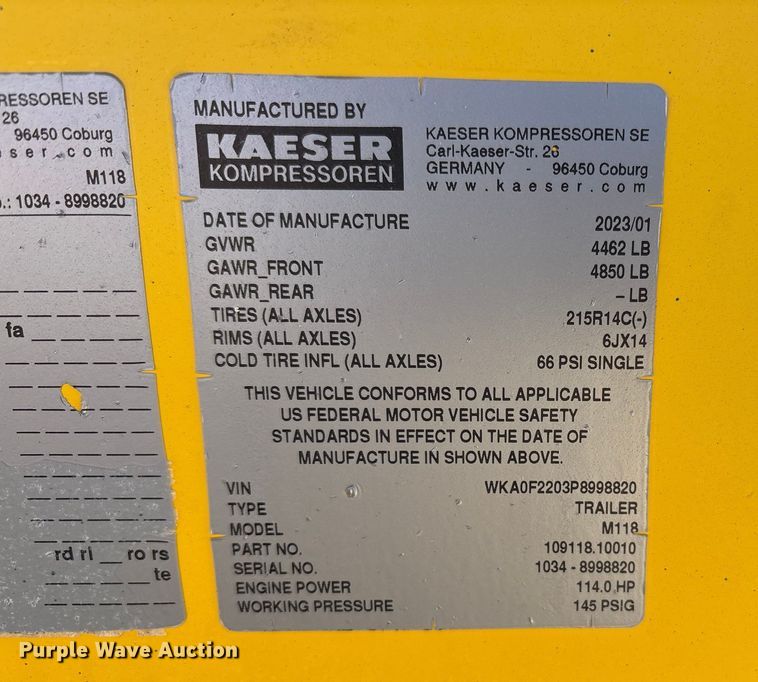 RESSOREN SE
26
96450 Coburg
ser.com
M118
.: 1034 - 8998820
fa
rd ri __ ro rs
te
MANUFACTURED BY
KAESER
KOMPRESSOREN
KAESER KOMPRESSOREN SE
Carl-Kaeser-Str. 26
GERMANY - 96450 Coburg
www.kaeser.com
DATE OF MANUFACTURE 2023/01
GVWR 4462 LB
GAWR_FRONT 4850 LB
GAWR_REAR – LB
TIRES (ALL AXLES) 215R14C(-)
RIMS (ALL AXLES) 6JX14
COLD TIRE INFL (ALL AXLES) 66 PSI SINGLE
THIS VEHICLE CONFORMS TO ALL APPLICABLE
US FEDERAL MOTOR VEHICLE SAFETY
STANDARDS IN EFFECT ON THE DATE OF
MANUFACTURE IN SHOWN ABOVE.
VIN WKA0F2203P8998820
TYPE TRAILER
MODEL M118
PART NO. 109118.10010
SERIAL NO. 1034 - 8998820
ENGINE POWER 114.0 HP
WORKING PRESSURE 145 PSIG
Purple Wave Auction